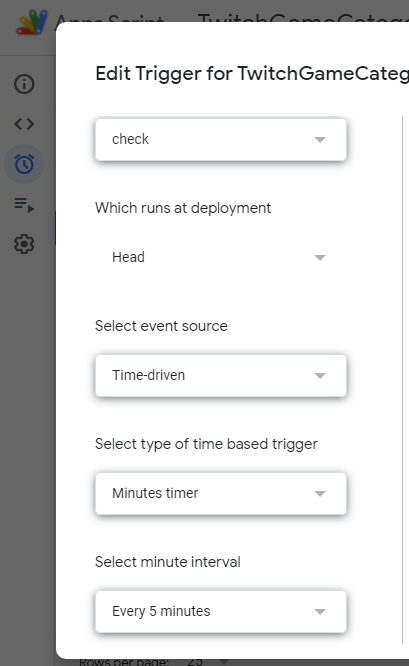 Apps Script TwitchGameCatego
Edit Trigger for TwitchGameCateg
check
Which runs at deployment
Head
Select event source
Time-driven
Select type of time based trigger
Minutes timer
Select minute interval
Every 5 minutes
Rows per page: 25